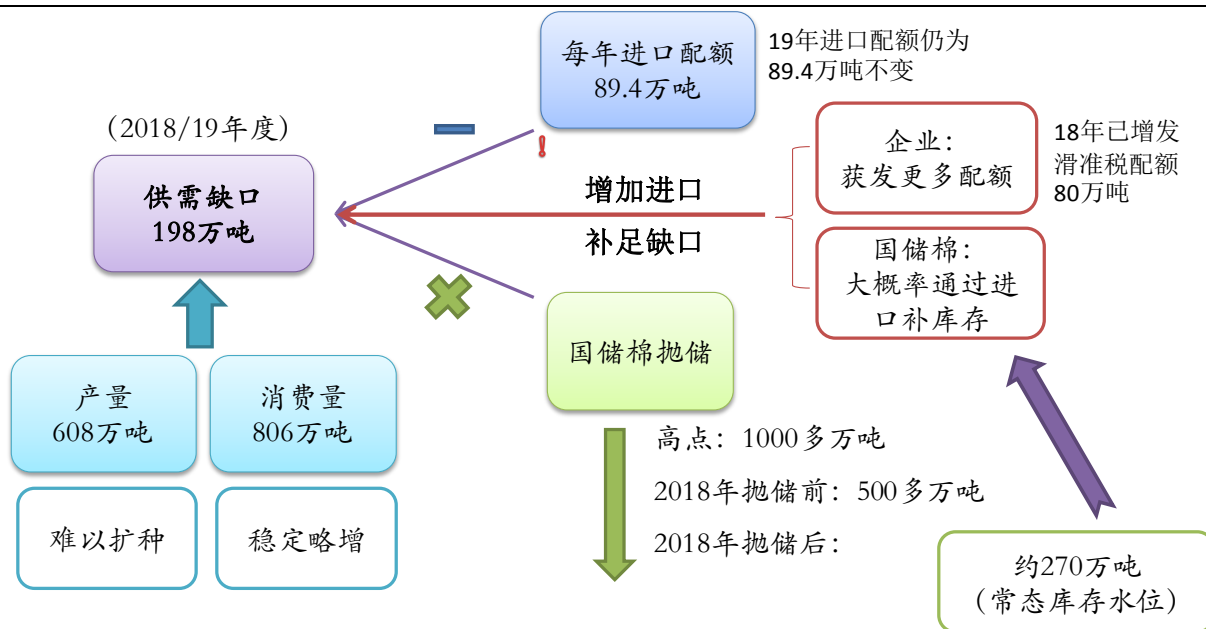 每年进口配额
89.4万吨
19年进口配额仍为
89.4万吨不变
(2018/19年度)
供需缺口
198万吨
!
增加进口
补足缺口
企业：
获发更多配额
18年已增发
滑准税配额
80万吨
国储棉：
大概率通过进
口补库存
国储棉抛储
产量
608万吨
消费量
806万吨
难以扩种
稳定略增
高点：1000多万吨
2018年抛储前：500多万吨
2018年抛储后：
约270万吨
（常态库存水位）